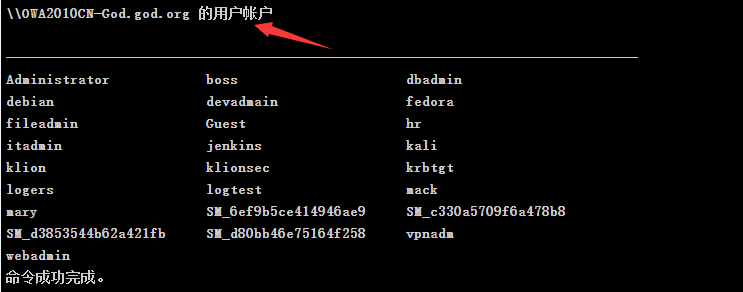 \\OWA2010CN-God.god.org 的用户帐户
-------------------------------------------------------------------------------
Administrator boss dbadmin
debian devadmain fedora
fileadmin Guest hr
itadmin jenkins kali
klion klionsec krbtgt
logers logtest mack
mary SM_6ef9b5ce414946ae9 SM_c330a5709f6a478b8
SM_d3853544b62a421fb SM_d80bb46e75164f258 vpnadm
webadmin
命令成功完成。